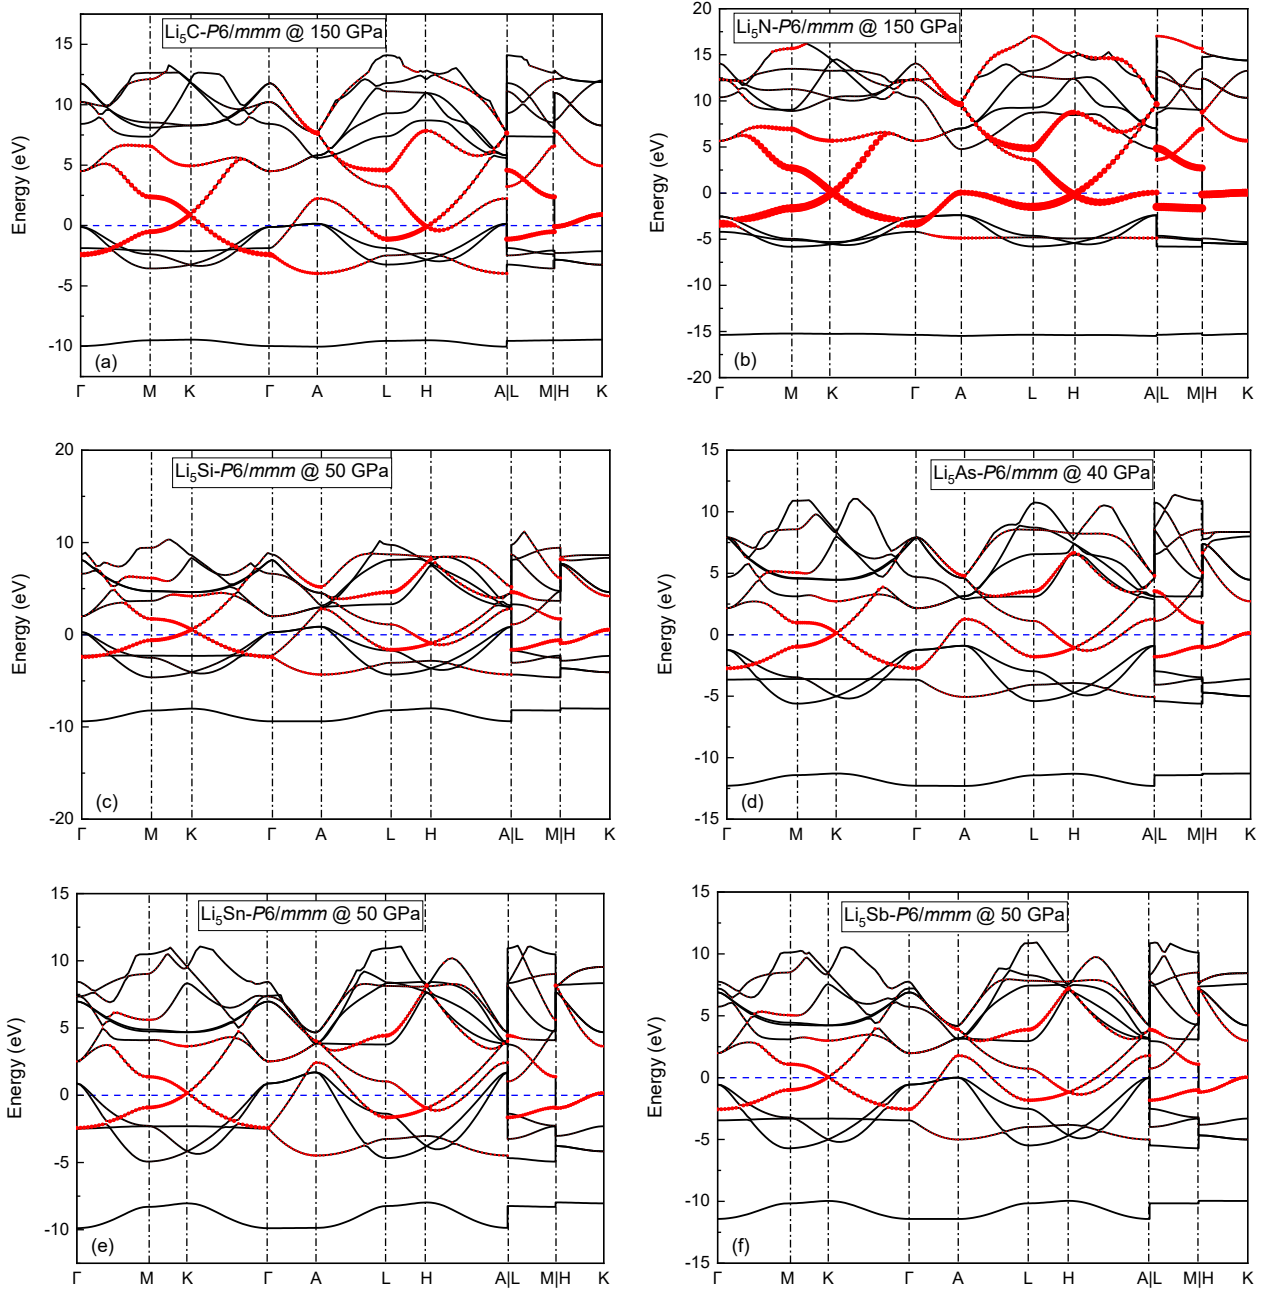 Li₅C-P6/mmm @ 150 GPa
15
10
5
0
-5
-10
Energy (eV)
(a)
Γ M K Γ A L H A|L M|H K
Li₅N-P6/mmm @ 150 GPa
20
15
10
5
0
-5
-10
-15
-20
Energy (eV)
(b)
Γ M K Γ A L H A|L M|H K
Li₅Si-P6/mmm @ 50 GPa
20
10
0
-10
-20
Energy (eV)
(c)
Γ M K Γ A L H A|L M|H K
Li₅As-P6/mmm @ 40 GPa
15
10
5
0
-5
-10
-15
Energy (eV)
(d)
Γ M K Γ A L H A|L M|H K
Li₅Sn-P6/mmm @ 50 GPa
15
10
5
0
-5
-10
Energy (eV)
(e)
Γ M K Γ A L H A|L M|H K
Li₅Sb-P6/mmm @ 50 GPa
15
10
5
0
-5
-10
-15
Energy (eV)
(f)
Γ M K Γ A L H A|L M|H K